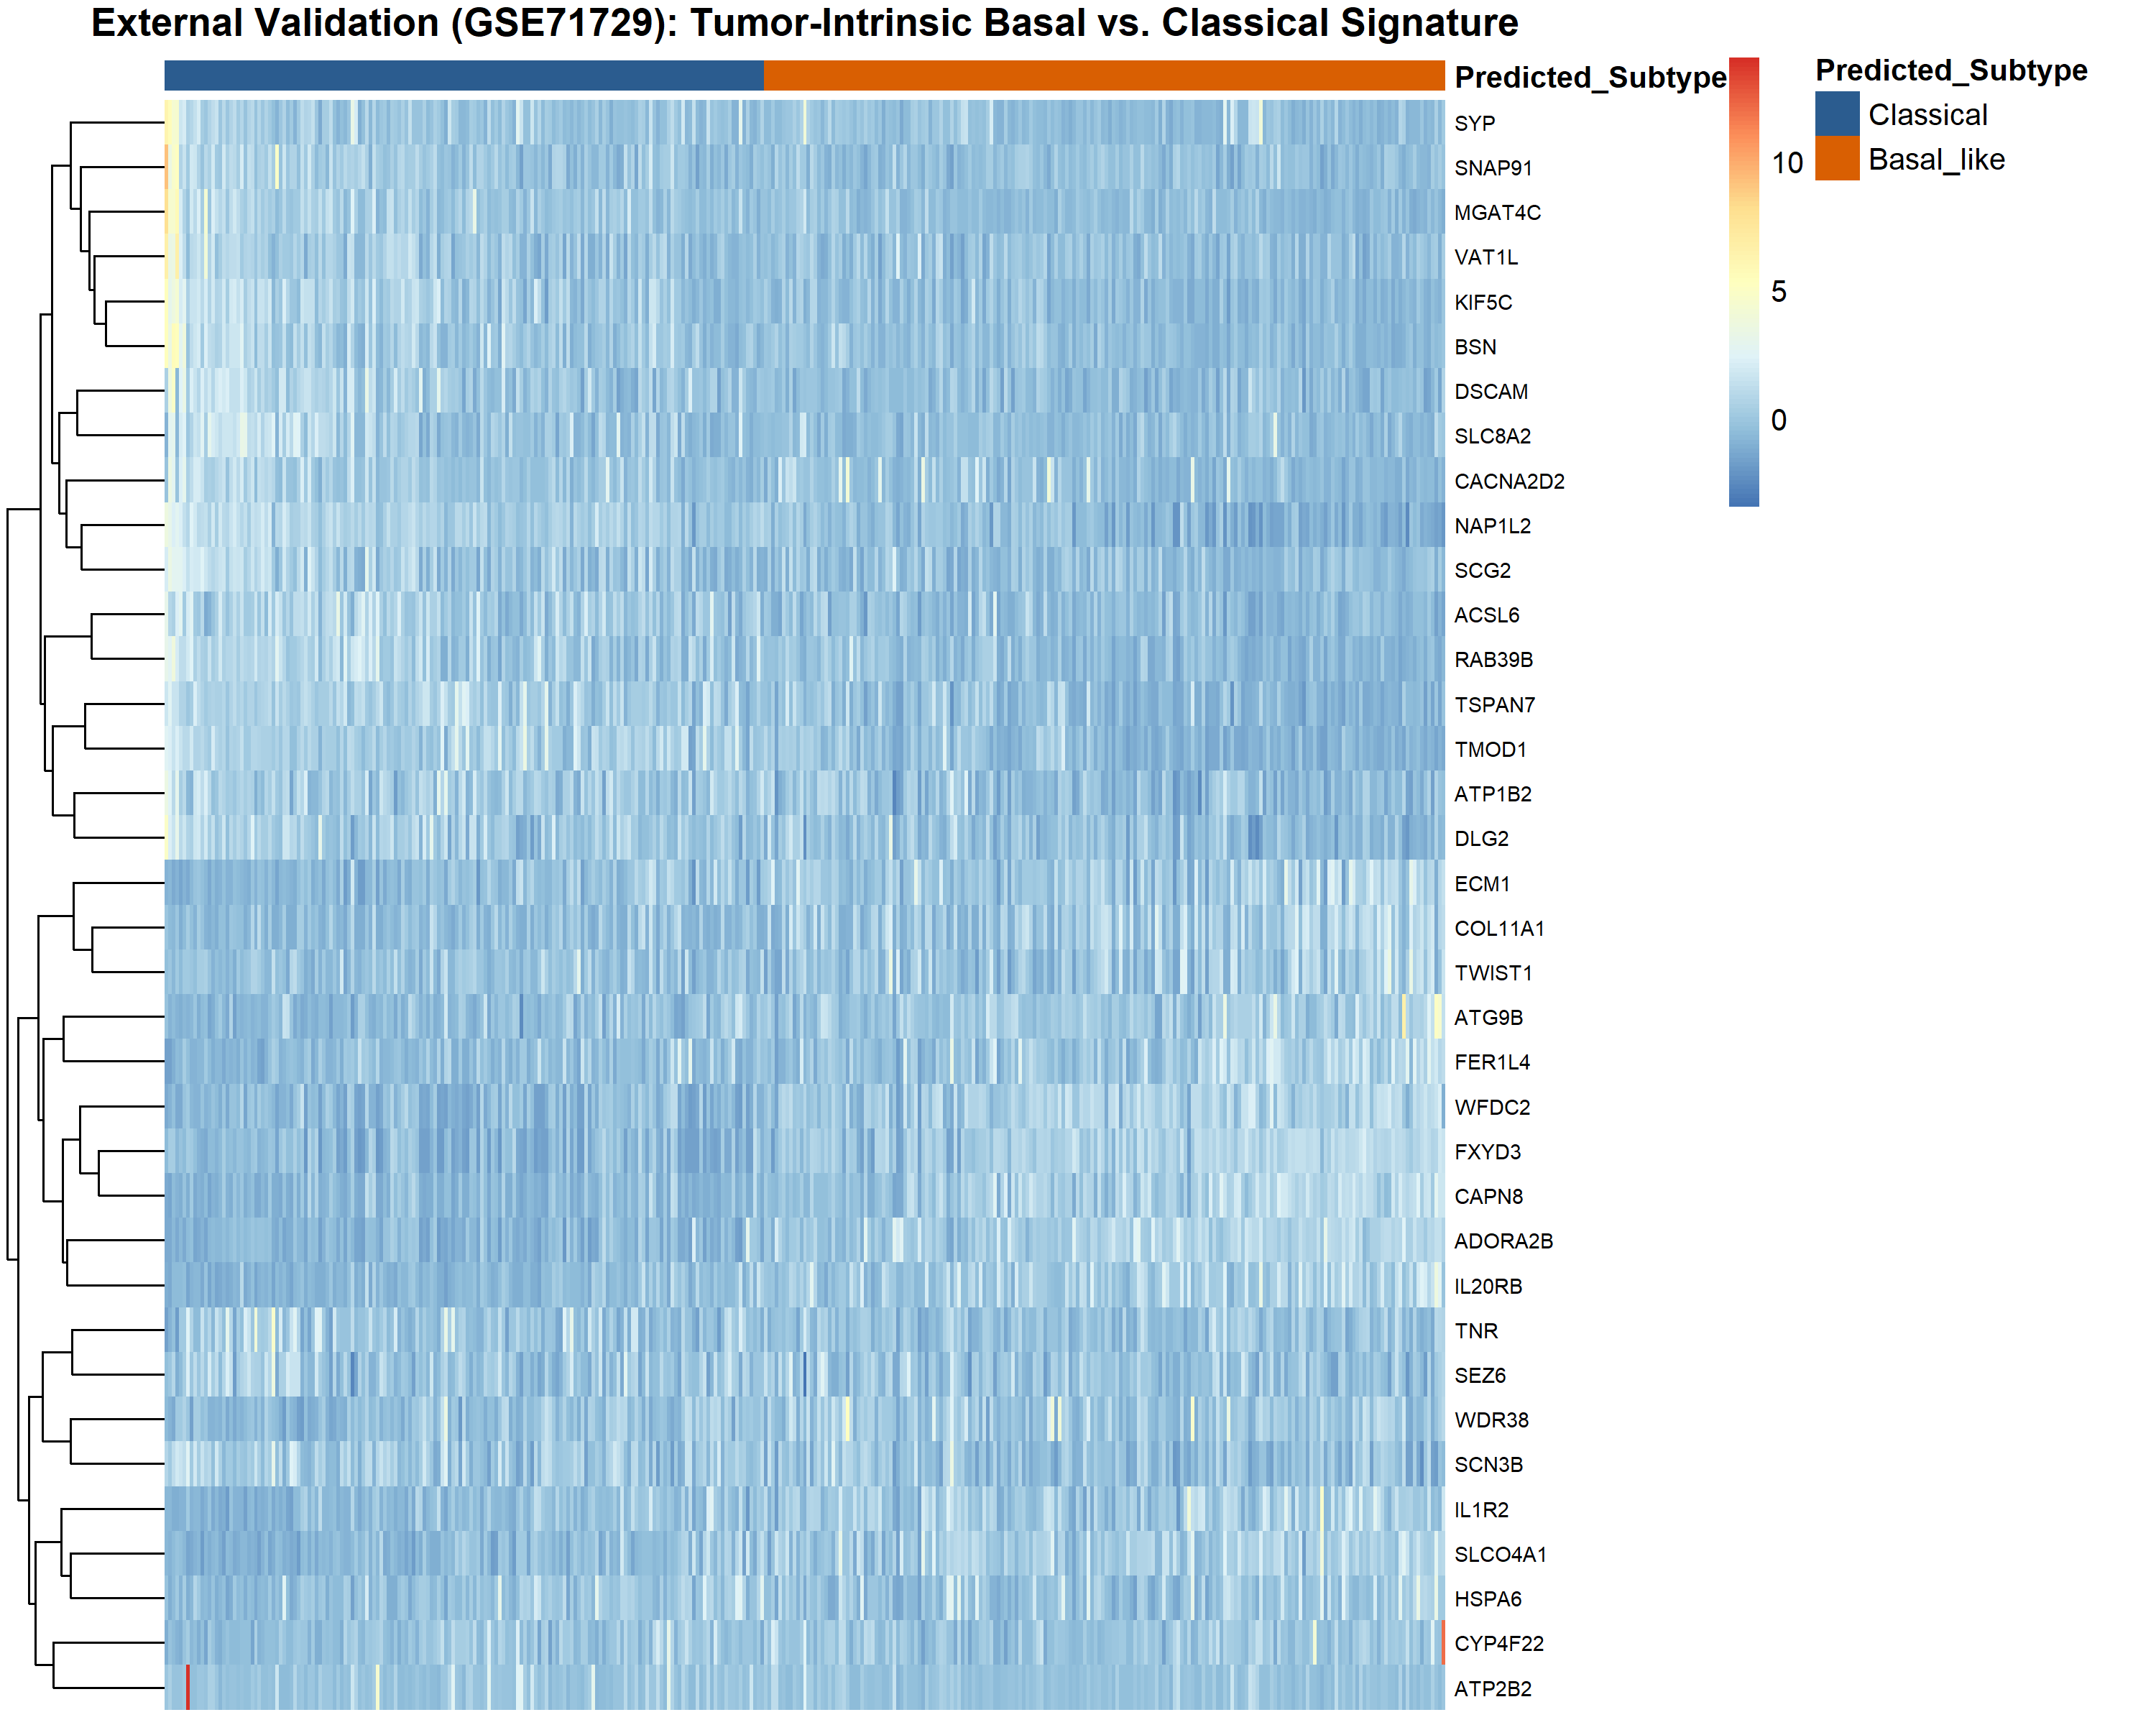 External Validation (GSE71729): Tumor-Intrinsic Basal vs. Classical Signature
Predicted_Subtype
SYP
SNAP91
MGAT4C
VAT1L
KIF5C
BSN
DSCAM
SLC8A2
CACNA2D2
NAP1L2
SCG2
ACSL6
RAB39B
TSPAN7
TMOD1
ATP1B2
DLG2
ECM1
COL11A1
TWIST1
ATG9B
FER1L4
WFDC2
FXYD3
CAPN8
ADORA2B
IL20RB
TNR
SEZ6
WDR38
SCN3B
IL1R2
SLCO4A1
HSPA6
CYP4F22
ATP2B2
10
5
0
Predicted_Subtype
Classical
Basal_like